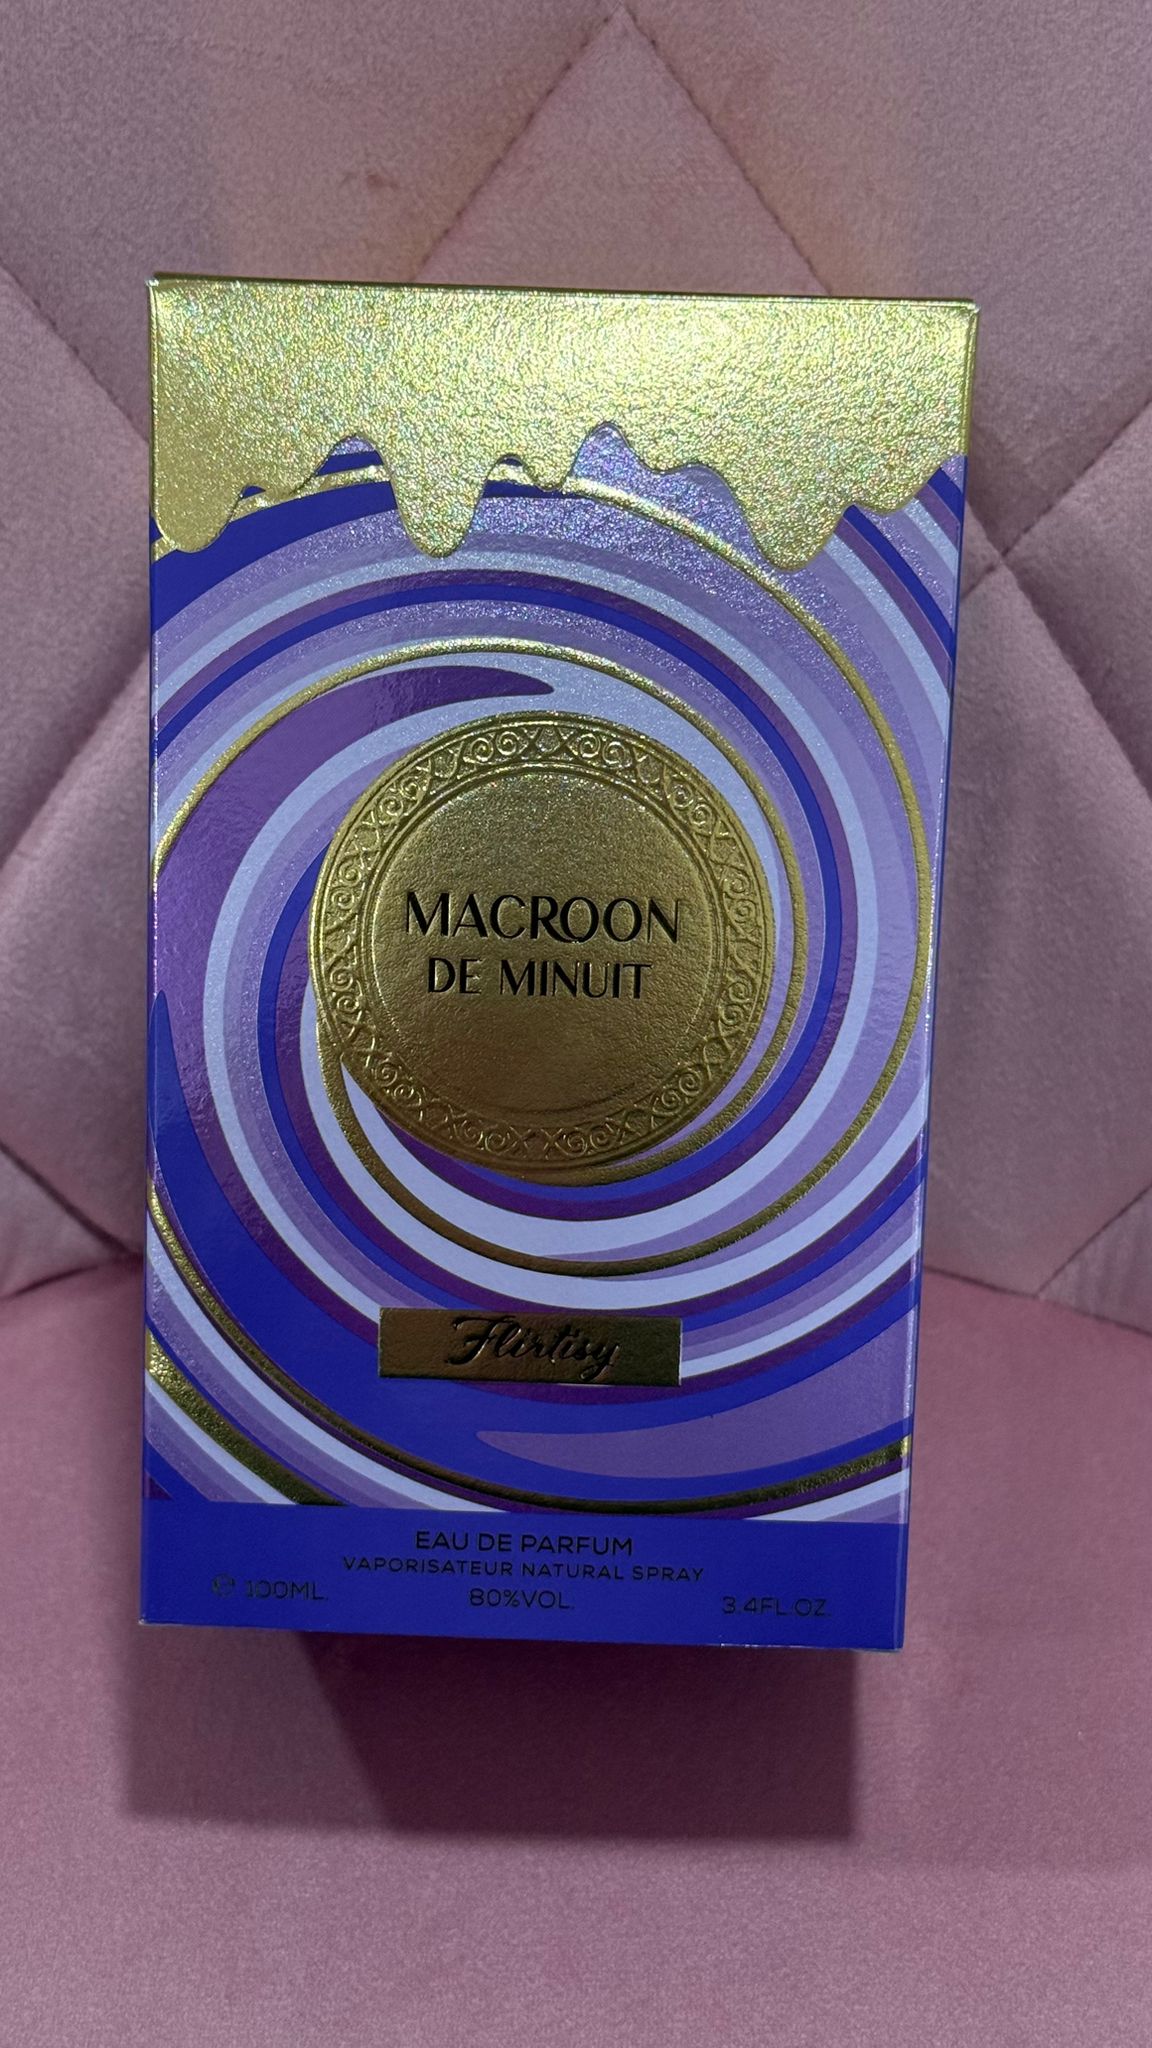 MACROON
DE MINUIT
Flirtisy
EAU DE PARFUM
VAPORISATEUR NATURAL SPRAY
℮ 100ML. 80%VOL. 3.4FL.OZ.